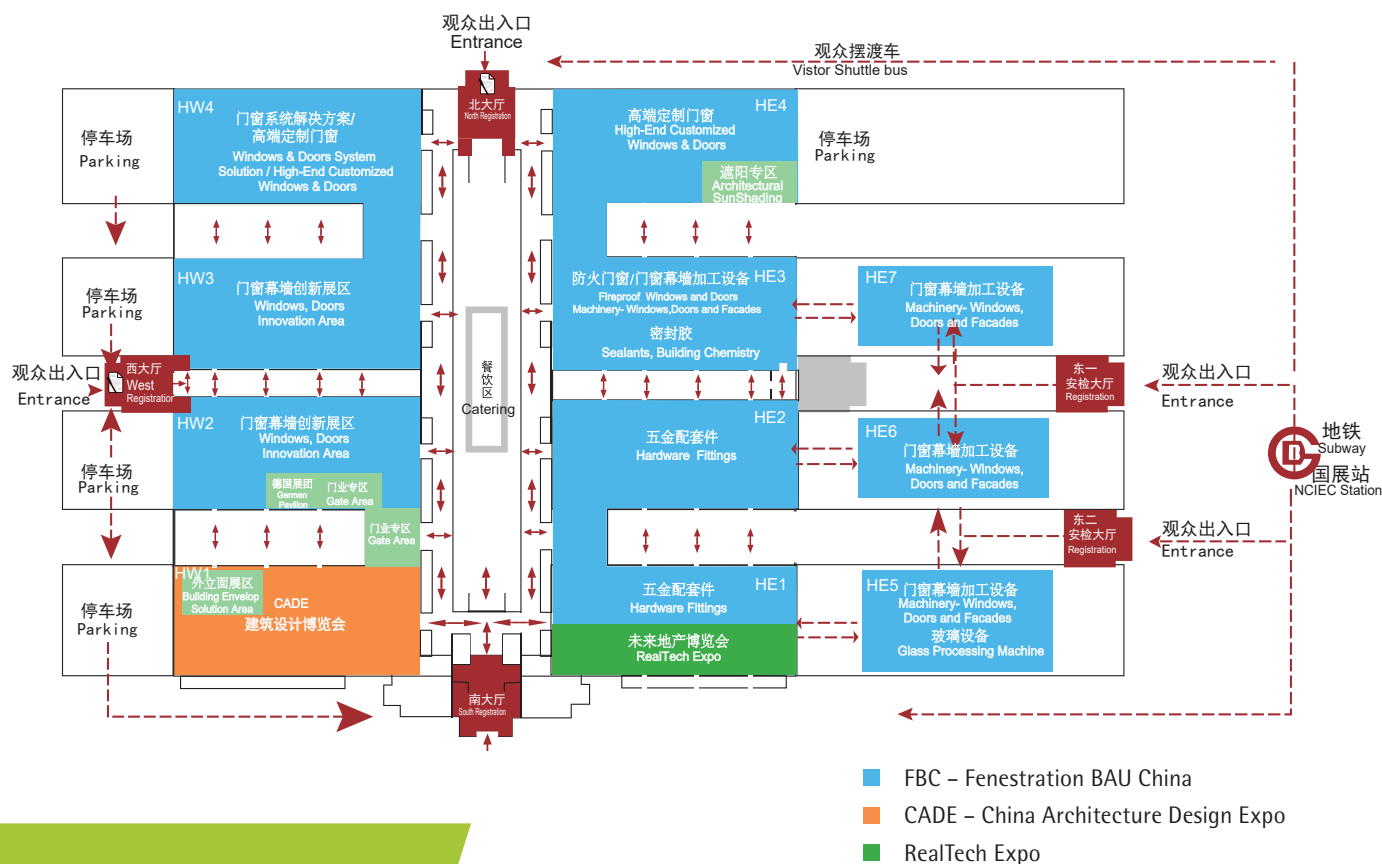 观众出入口
Entrance
观众摆渡车
Vistor Shuttle bus
北大厅
North Registration
HW4
门窗系统解决方案/
高端定制门窗
Windows & Doors System
Solution / High-End Customized
Windows & Doors
停车场
Parking
HE4
高端定制门窗
High-End Customized
Windows & Doors
遮阳专区
Architectural
SunShading
停车场
Parking
HW3
门窗幕墙创新展区
Windows, Doors
Innovation Area
停车场
Parking
防火门窗/门窗幕墙加工设备
HE3
Fireproof Windows and Doors
Machinery- Windows,Doors and Facades
密封胶
Sealants, Building Chemistry
HE7
门窗幕墙加工设备
Machinery- Windows,
Doors and Facades
观众出入口
Entrance
西大厅
West
Registration
餐饮区
Catering
东一
安检大厅
Registration
观众出入口
Entrance
HW2
门窗幕墙创新展区
Windows, Doors
Innovation Area
停车场
Parking
德国展团
German
Pavilion
门业专区
Gate Area
门业专区
Gate Area
HE2
五金配套件
Hardware Fittings
HE6
门窗幕墙加工设备
Machinery- Windows,
Doors and Facades
地铁
Subway
国展站
NCIEC Station
东二
安检大厅
Registration
观众出入口
Entrance
HW1
外立面展区
Building Envelop
Solution Area
CADE
建筑设计博览会
停车场
Parking
HE1
五金配套件
Hardware Fittings
未来地产博览会
RealTech Expo
HE5
门窗幕墙加工设备
Machinery- Windows,
Doors and Facades
玻璃设备
Glass Processing Machine
南大厅
South Registration
FBC – Fenestration BAU China
CADE – China Architecture Design Expo
RealTech Expo